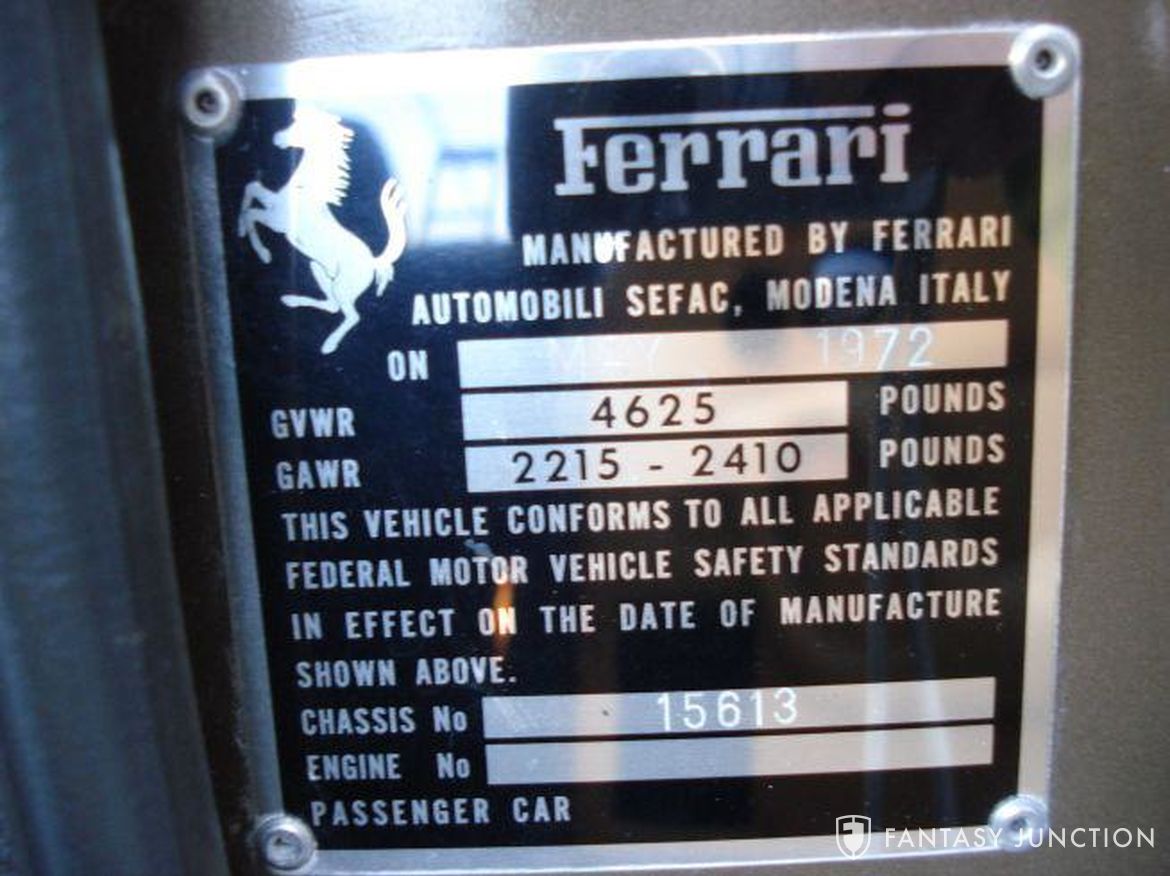 Ferrari
MANUFACTURED BY FERRARI
AUTOMOBILI SEFAC, MODENA ITALY
ON MAY 1972
GVWR 4625 POUNDS
GAWR 2215 - 2410 POUNDS
THIS VEHICLE CONFORMS TO ALL APPLICABLE
FEDERAL MOTOR VEHICLE SAFETY STANDARDS
IN EFFECT ON THE DATE OF MANUFACTURE
SHOWN ABOVE.
CHASSIS No 15613
ENGINE No
PASSENGER CAR
FANTASY JUNCTION